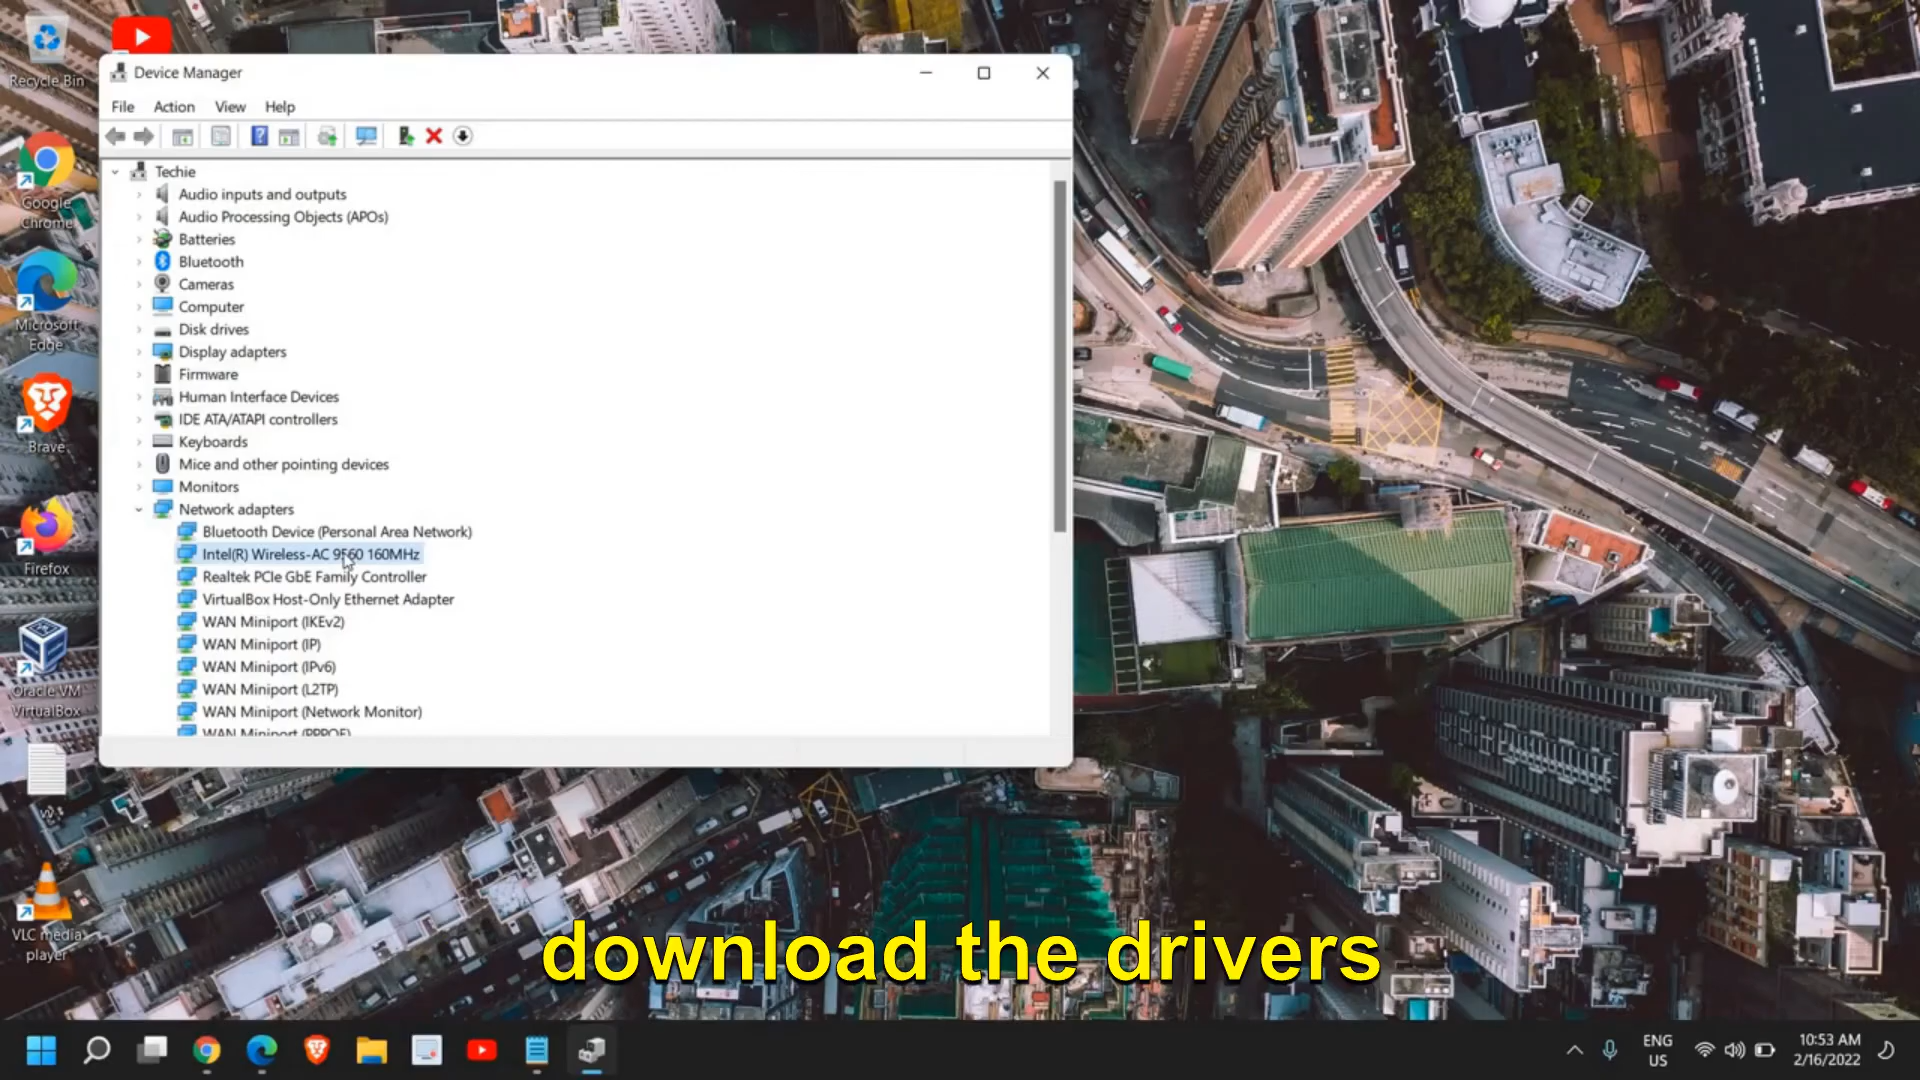 Recycle Bin
Google
Chrome
Microsoft
Edge
Brave
Firefox
Oracle VM
VirtualBox
VLC media
player
Device Manager
File Action View Help
Techie
Audio inputs and outputs
Audio Processing Objects (APOs)
Batteries
Bluetooth
Cameras
Computer
Disk drives
Display adapters
Firmware
Human Interface Devices
IDE ATA/ATAPI controllers
Keyboards
Mice and other pointing devices
Monitors
Network adapters
Bluetooth Device (Personal Area Network)
Intel(R) Wireless-AC 9560 160MHz
Realtek PCIe GbE Family Controller
VirtualBox Host-Only Ethernet Adapter
WAN Miniport (IKEv2)
WAN Miniport (IP)
WAN Miniport (IPv6)
WAN Miniport (L2TP)
WAN Miniport (Network Monitor)
WAN Miniport (PPPOE)
download the drivers
ENG
US
10:53 AM
2/16/2022